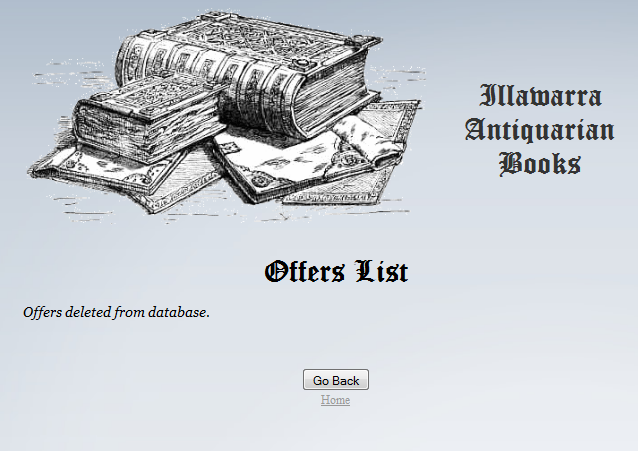 Illawarra
Antiquarian
Books
Offers List
Offers deleted from database.
Go Back
Home